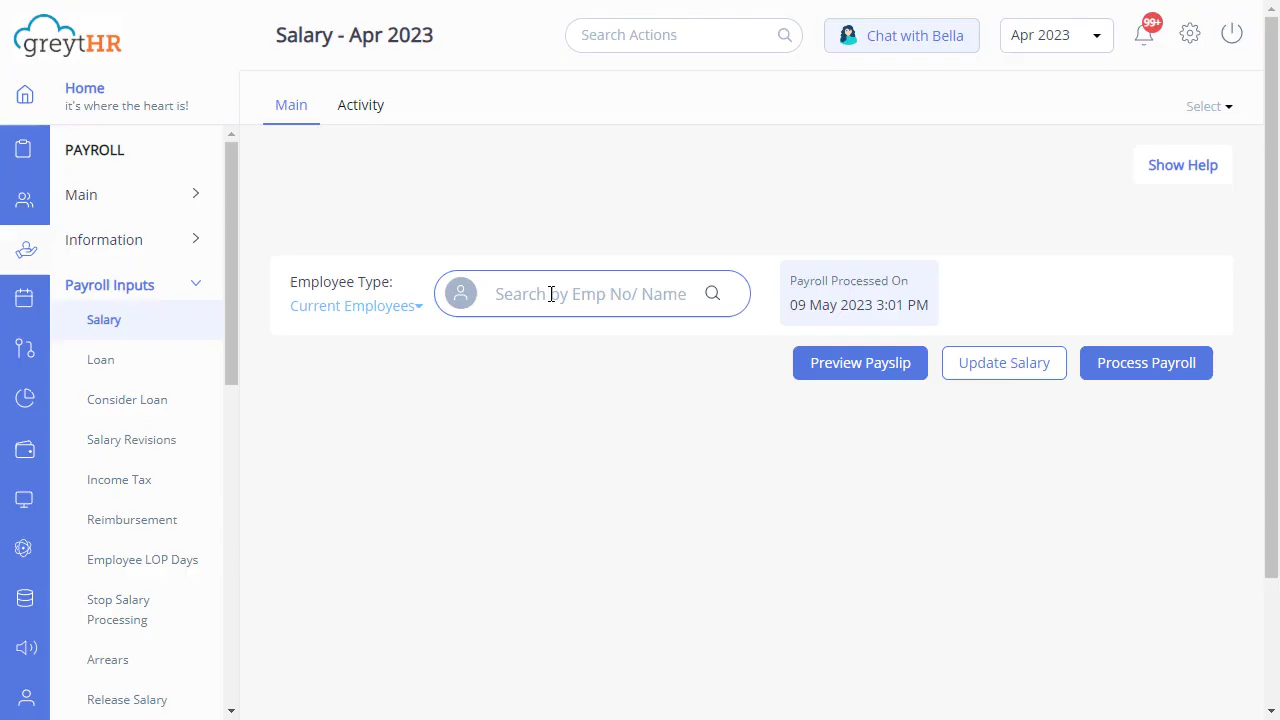 greytHR
Salary - Apr 2023
Search Actions
Chat with Bella
Apr 2023
99+
Home
it's where the heart is!
Main
Activity
Select
PAYROLL
Main
Information
Payroll Inputs
Salary
Loan
Consider Loan
Salary Revisions
Income Tax
Reimbursement
Employee LOP Days
Stop Salary
Processing
Arrears
Release Salary
Show Help
Employee Type:
Current Employees
Search by Emp No/ Name
Payroll Processed On
09 May 2023 3:01 PM
Preview Payslip
Update Salary
Process Payroll